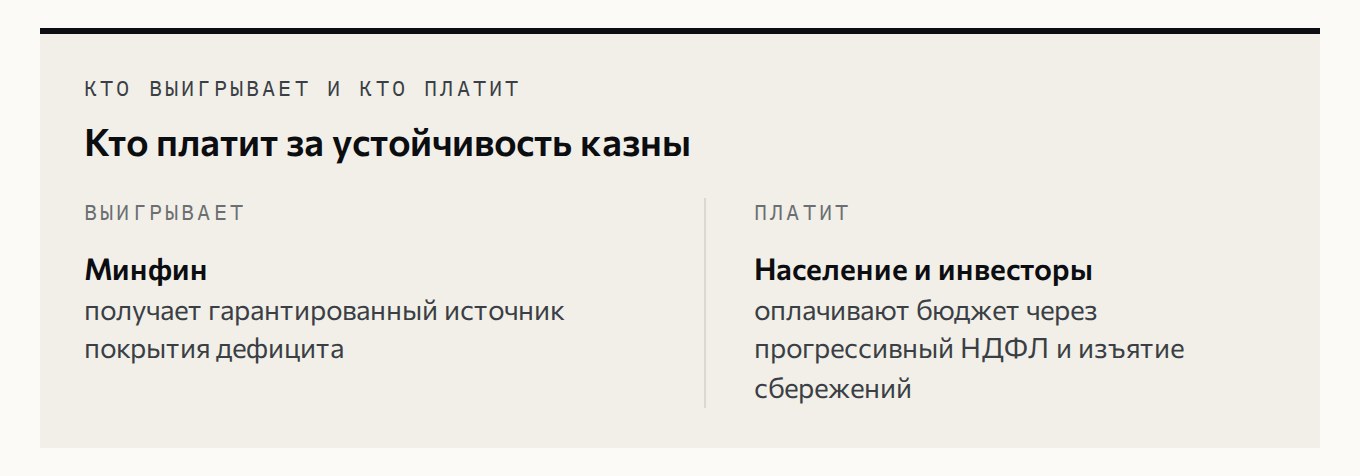 КТО ВЫИГРЫВАЕТ И КТО ПЛАТИТ
Кто платит за устойчивость казны
ВЫИГРЫВАЕТ
Минфин
получает гарантированный источник
покрытия дефицита
ПЛАТИТ
Население и инвесторы
оплачивают бюджет через
прогрессивный НДФЛ и изъятие
сбережений